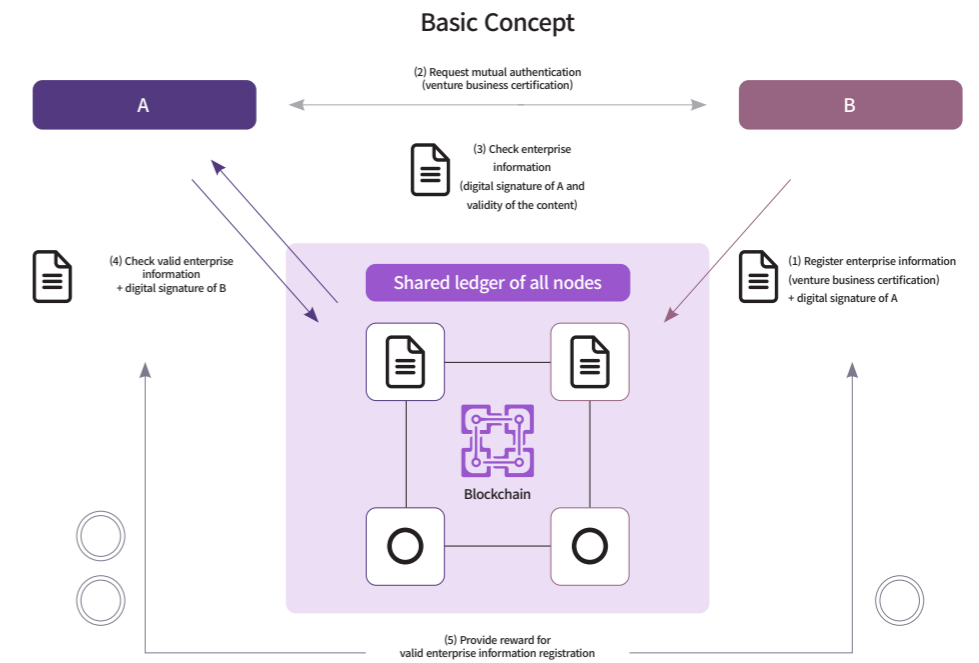 Basic Concept
(2) Request mutual authentication
(venture business certification)
A
B
(3) Check enterprise
information
(digital signature of A and
validity of the content)
(4) Check valid enterprise
information
+ digital signature of B
(1) Register enterprise information
(venture business certification)
+ digital signature of A
Shared ledger of all nodes
Blockchain
(5) Provide reward for
valid enterprise information registration